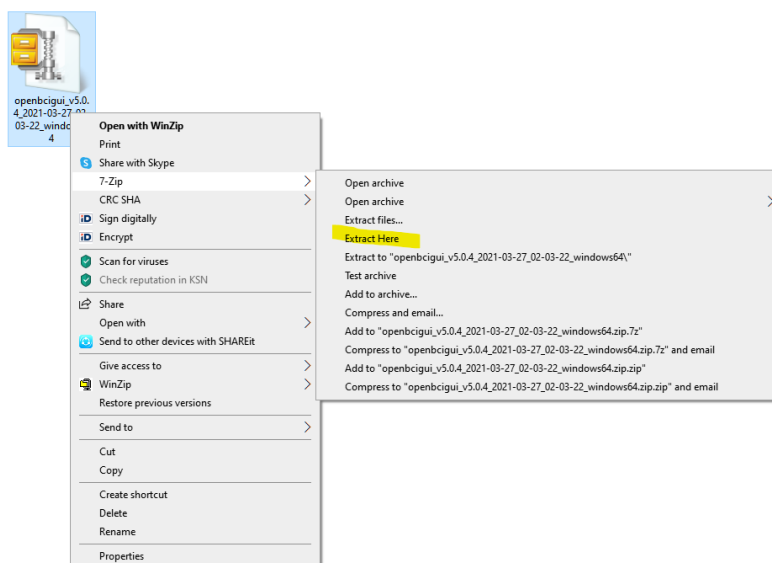 openbcigui_v5.0.
4_2021-03-27_02-
03-22_windo
4
Open with WinZip
Print
Share with Skype
7-Zip
CRC SHA
Sign digitally
Encrypt
Scan for viruses
Check reputation in KSN
Share
Open with
Send to other devices with SHAREit
Give access to
WinZip
Restore previous versions
Send to
Cut
Copy
Create shortcut
Delete
Rename
Properties
Open archive
Open archive
Extract files...
Extract Here
Extract to "openbcigui_v5.0.4_2021-03-27_02-03-22_windows64\"
Test archive
Add to archive...
Compress and email...
Add to "openbcigui_v5.0.4_2021-03-27_02-03-22_windows64.zip.7z"
Compress to "openbcigui_v5.0.4_2021-03-27_02-03-22_windows64.zip.7z" and email
Add to "openbcigui_v5.0.4_2021-03-27_02-03-22_windows64.zip.zip"
Compress to "openbcigui_v5.0.4_2021-03-27_02-03-22_windows64.zip.zip" and email